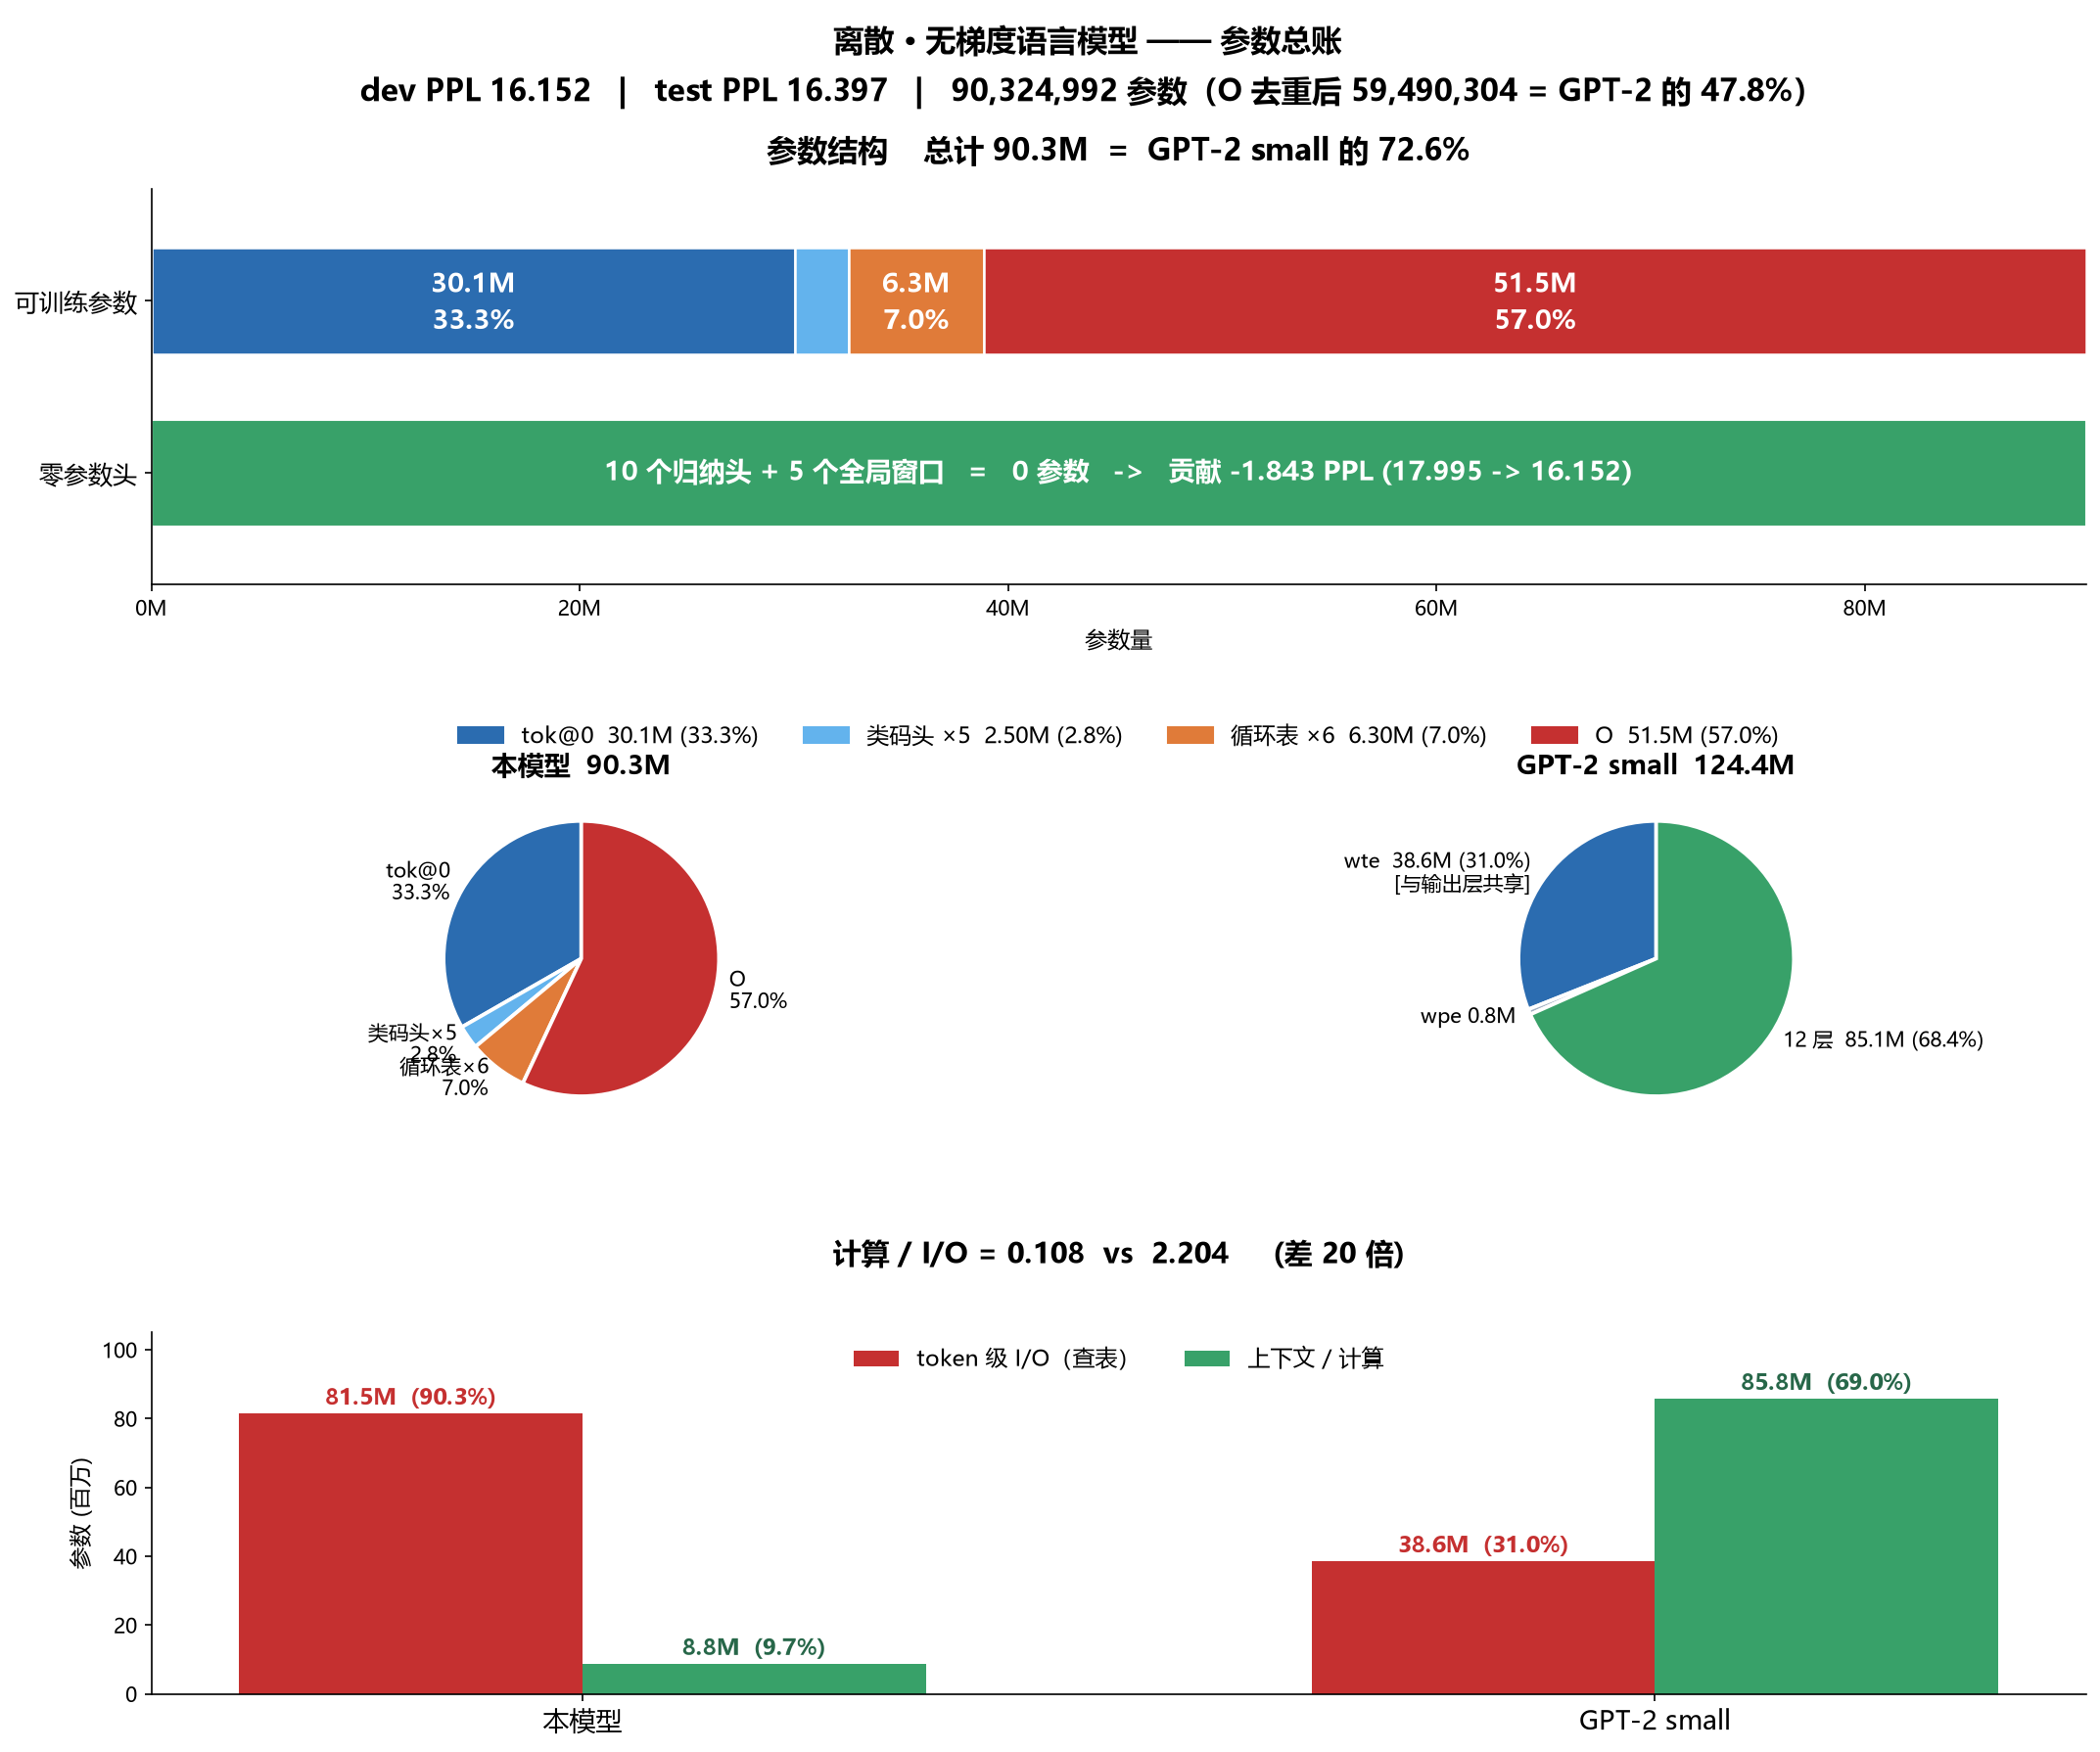 离散·无梯度语言模型 —— 参数总账
dev PPL 16.152 | test PPL 16.397 | 90,324,992 参数（O 去重后 59,490,304 = GPT-2 的 47.8%）
参数结构 总计 90.3M = GPT-2 small 的 72.6%
可训练参数
30.1M
33.3%
6.3M
7.0%
51.5M
57.0%
零参数头
10 个归纳头 + 5 个全局窗口 = 0 参数 -> 贡献 -1.843 PPL (17.995 -> 16.152)
0M 20M 40M 60M 80M
参数量
tok@0 30.1M (33.3%) 类码头 ×5 2.50M (2.8%) 循环表 ×6 6.30M (7.0%) O 51.5M (57.0%)
本模型 90.3M
tok@0
33.3%
类码头×5
2.8%
循环表×6
7.0%
O
57.0%
GPT-2 small 124.4M
wte 38.6M (31.0%)
[与输出层共享]
wpe 0.8M
12 层 85.1M (68.4%)
计算 / I/O = 0.108 vs 2.204 (差 20 倍)
token 级 I/O（查表） 上下文 / 计算
参数 (百万)
100
80
60
40
20
0
81.5M (90.3%)
8.8M (9.7%)
38.6M (31.0%)
85.8M (69.0%)
本模型 GPT-2 small